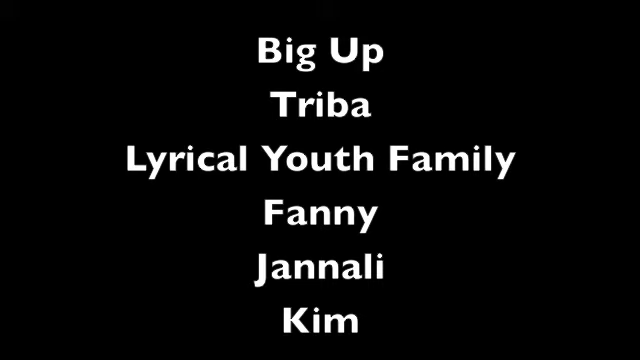 Big Up
Triba
Lyrical Youth Family
Fanny
Jannali
Kim